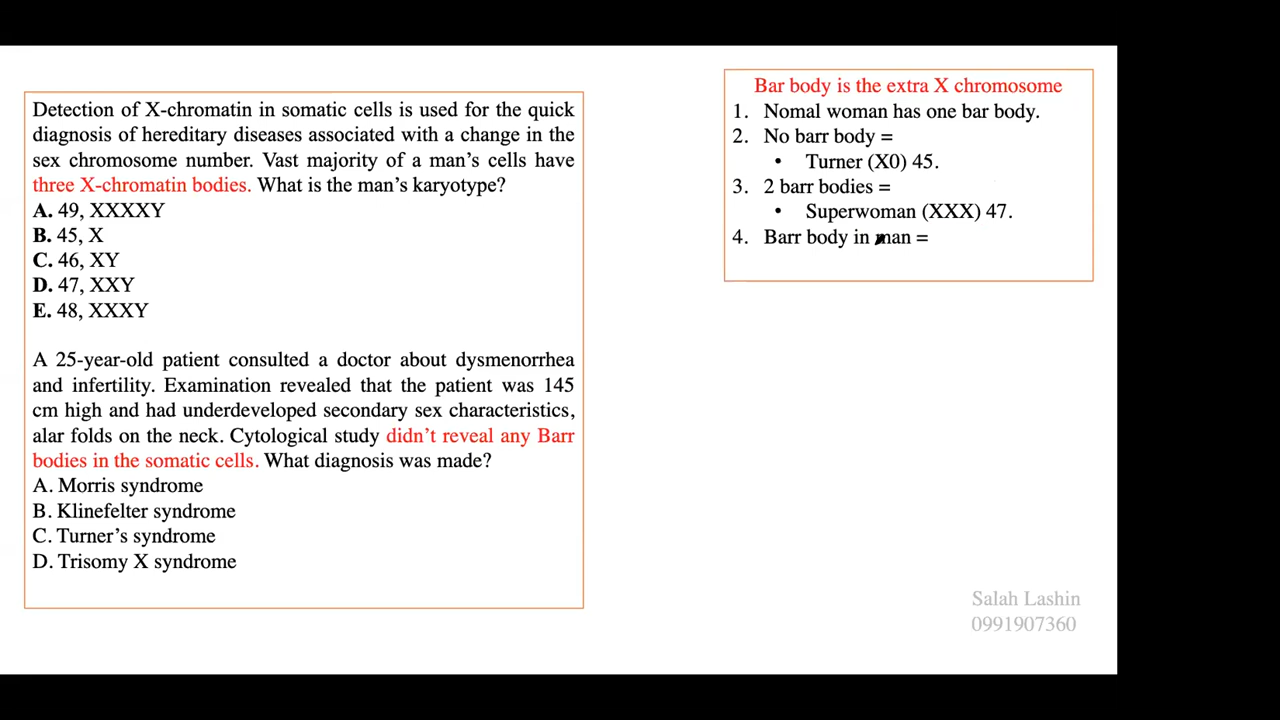 Detection of X-chromatin in somatic cells is used for the quick
diagnosis of hereditary diseases associated with a change in the
sex chromosome number. Vast majority of a man's cells have
three X-chromatin bodies. What is the man's karyotype?
A. 49, XXXXY
B. 45, X
C. 46, XY
D. 47, XXY
E. 48, XXXY
A 25-year-old patient consulted a doctor about dysmenorrhea
and infertility. Examination revealed that the patient was 145
cm high and had underdeveloped secondary sex characteristics,
alar folds on the neck. Cytological study didn't reveal any Barr
bodies in the somatic cells. What diagnosis was made?
A. Morris syndrome
B. Klinefelter syndrome
C. Turner's syndrome
D. Trisomy X syndrome
Bar body is the extra X chromosome
1. Nomal woman has one bar body.
2. No barr body =
• Turner (X0) 45.
3. 2 barr bodies =
• Superwoman (XXX) 47.
4. Barr body in man =
Salah Lashin
0991907360